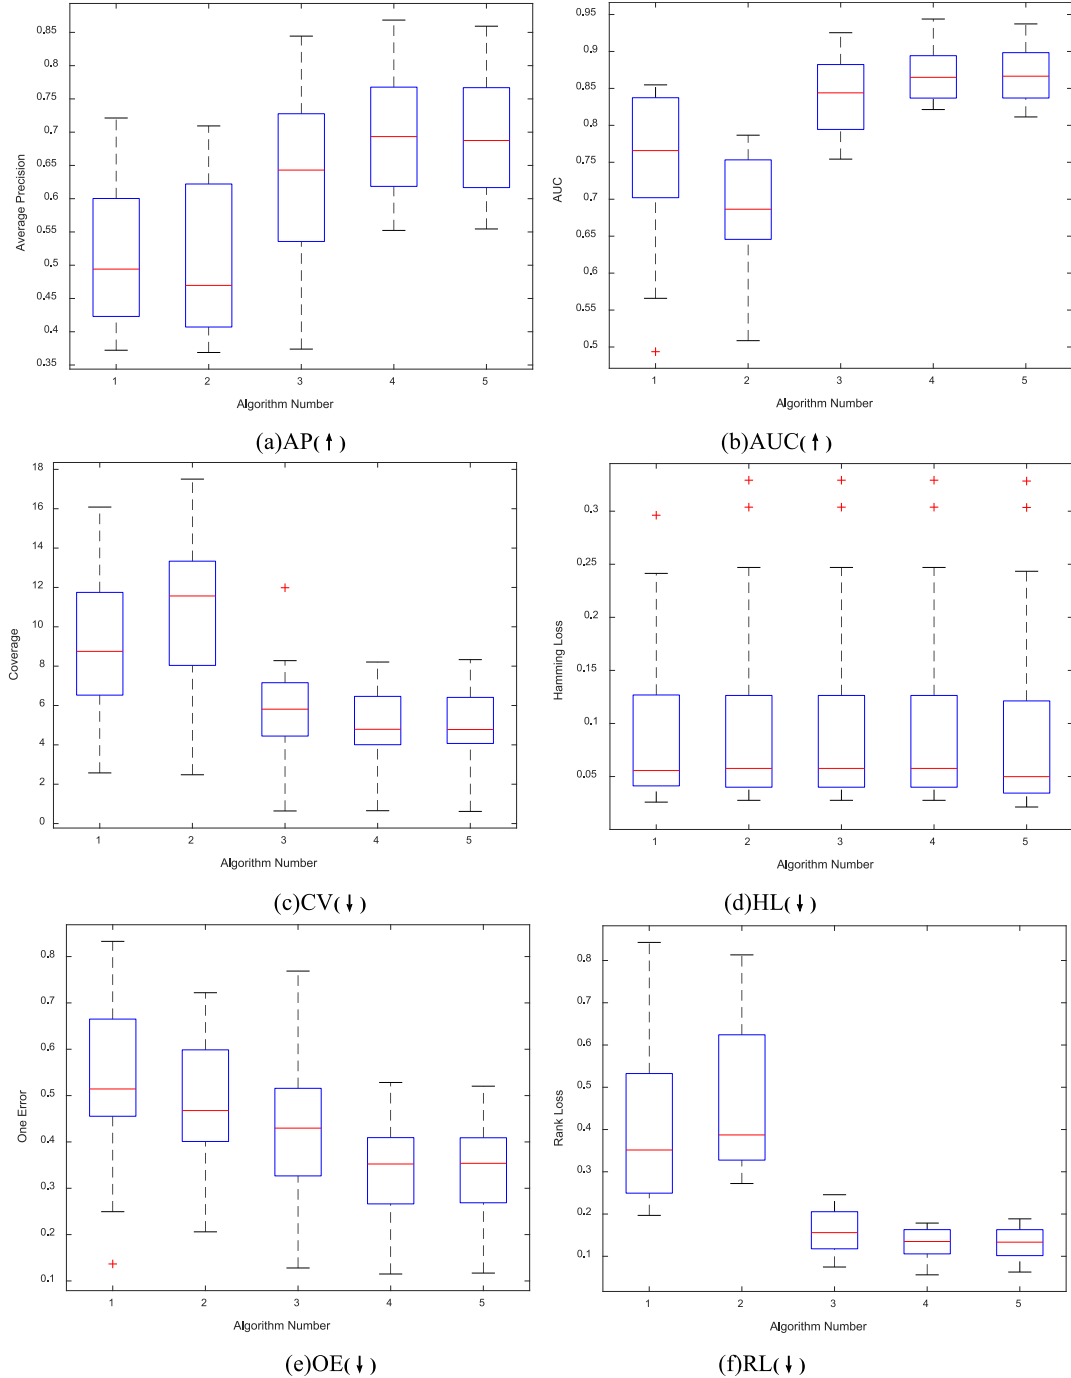 0.85
0.8
0.75
0.7
0.65
0.6
0.55
0.5
0.45
0.4
0.35
Average Precision
1 2 3 4 5
Algorithm Number
(a)AP(↑)
0.95
0.9
0.85
0.8
0.75
0.7
0.65
0.6
0.55
0.5
AUC
1 2 3 4 5
Algorithm Number
(b)AUC(↑)
18
16
14
12
10
8
6
4
2
0
Coverage
1 2 3 4 5
Algorithm Number
(c)CV(↓)
0.3
0.25
0.2
0.15
0.1
0.05
Hamming Loss
1 2 3 4 5
Algorithm Number
(d)HL(↓)
0.8
0.7
0.6
0.5
0.4
0.3
0.2
0.1
One Error
1 2 3 4 5
Algorithm Number
(e)OE(↓)
0.8
0.7
0.6
0.5
0.4
0.3
0.2
0.1
Rank Loss
1 2 3 4 5
Algorithm Number
(f)RL(↓)